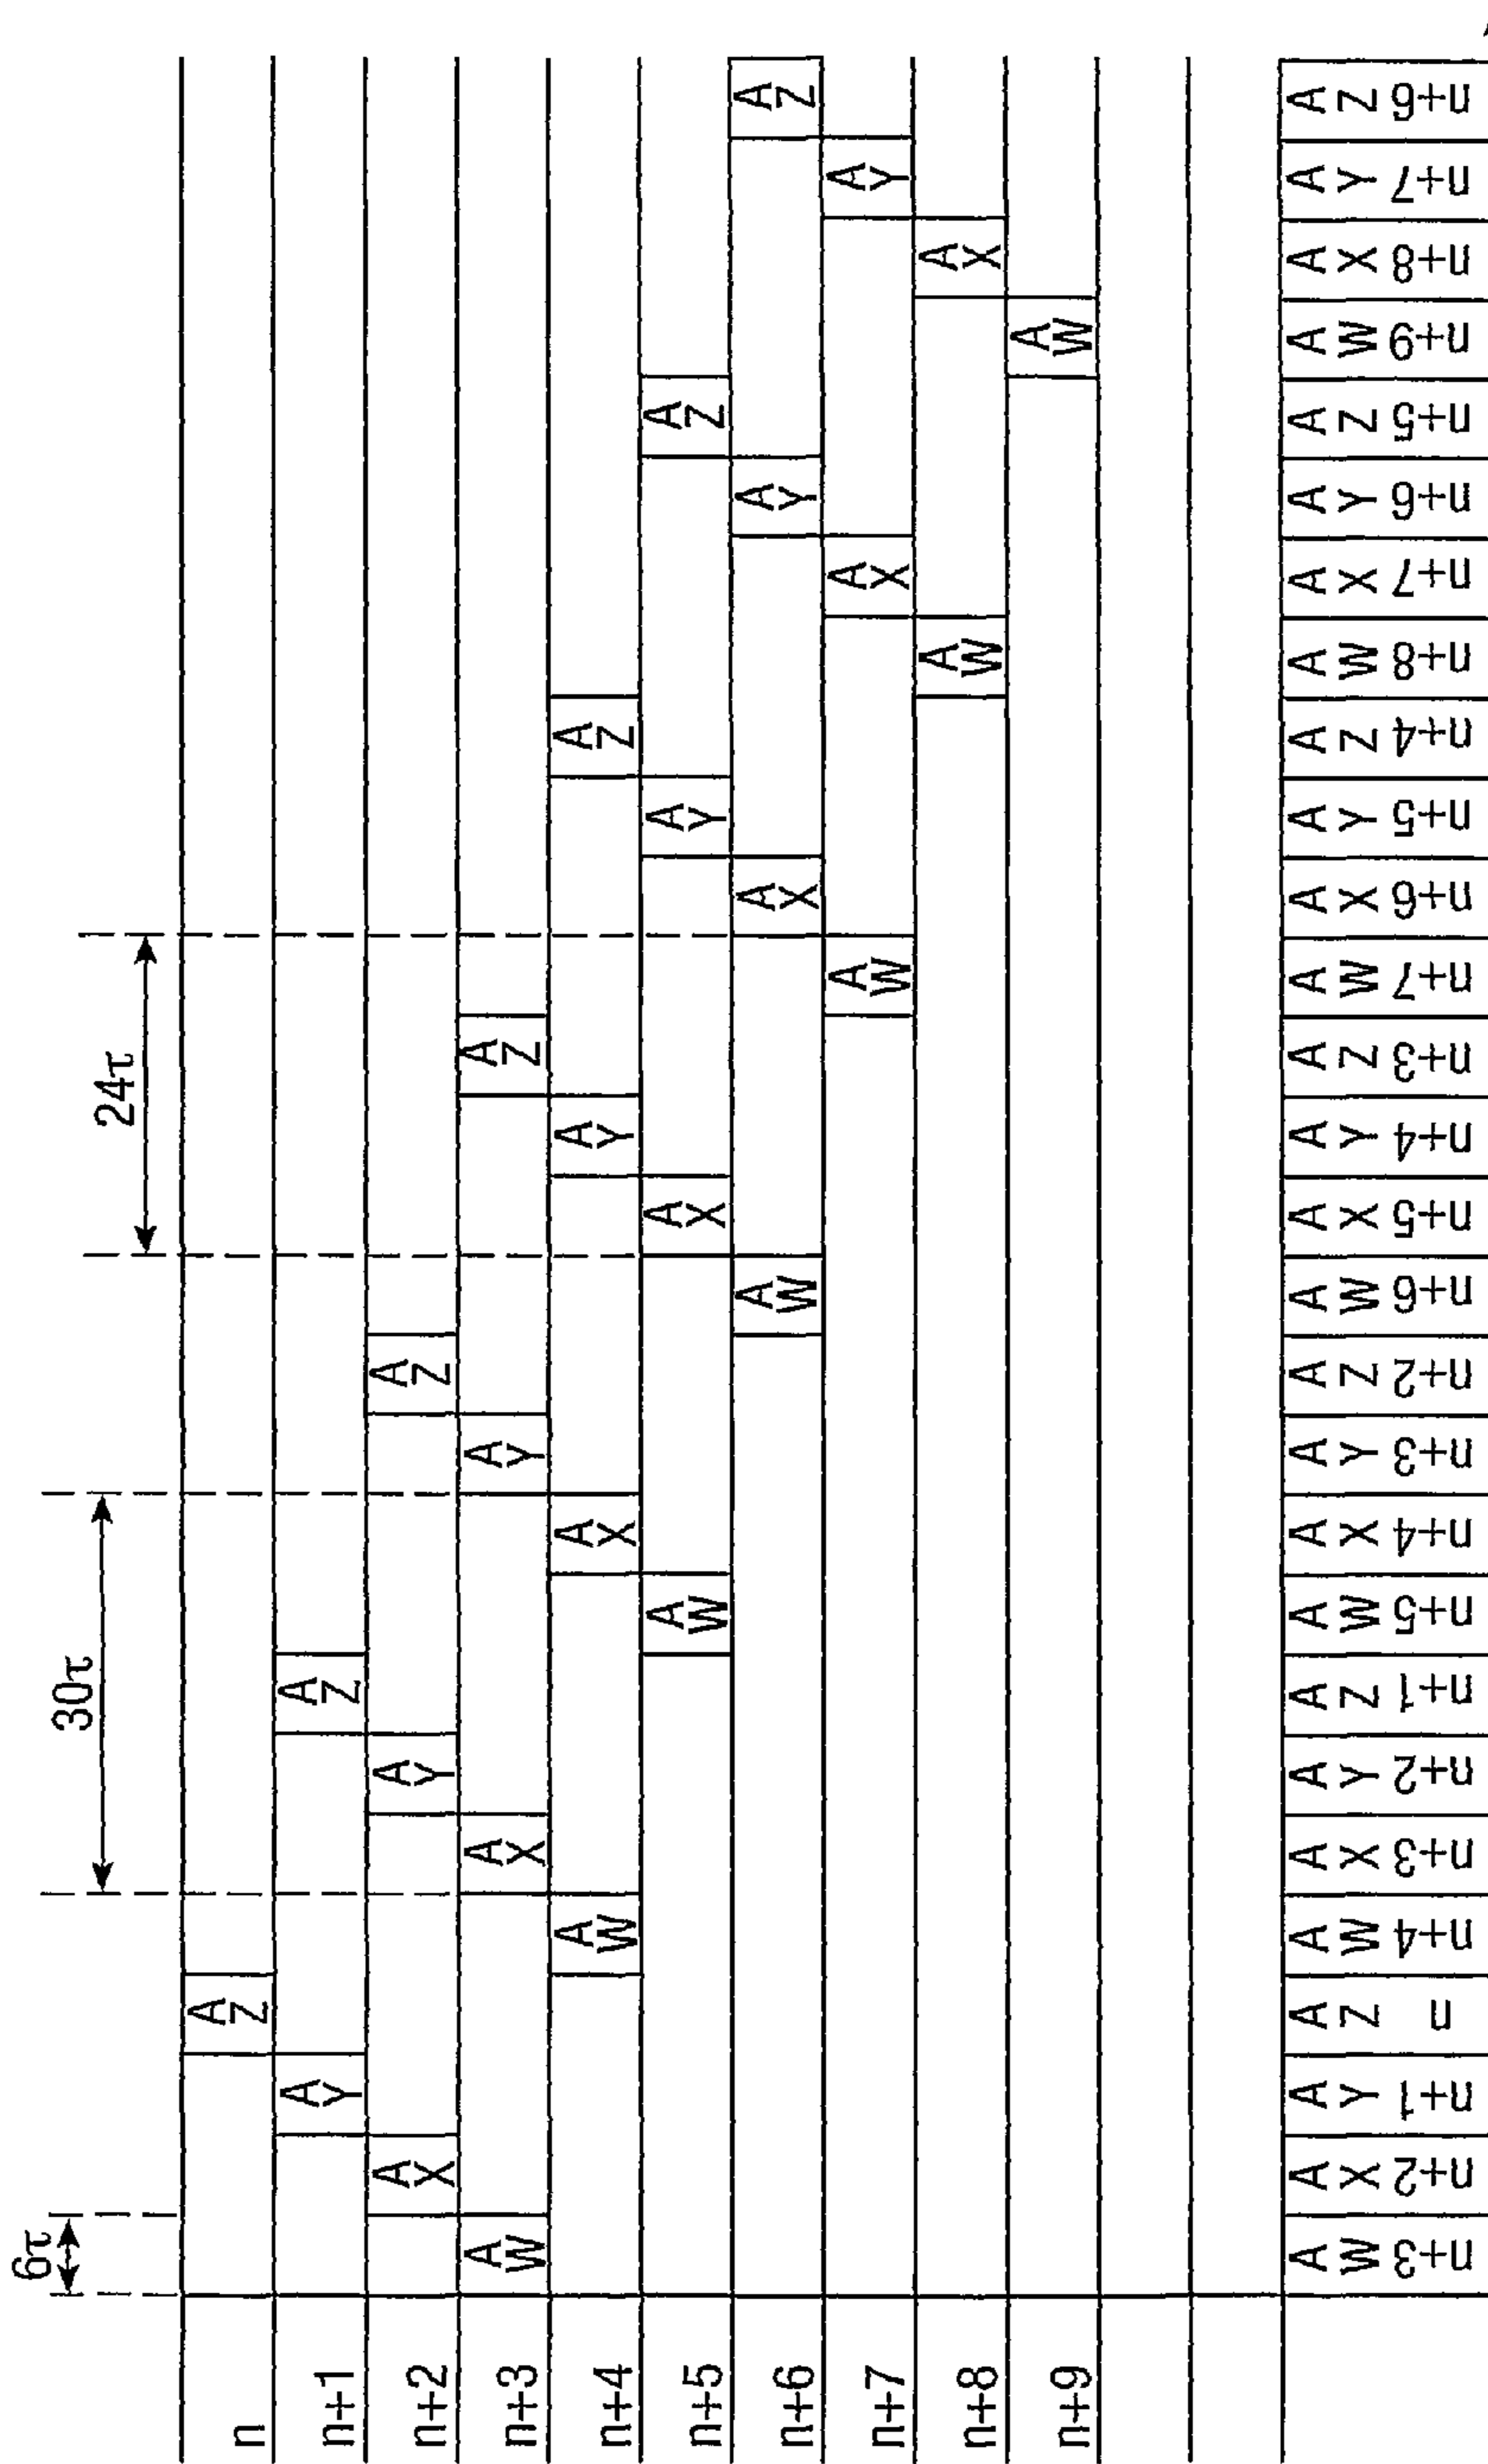 6τ 30τ 24τ
n
A
Z
n+1
A A
Y Z
n+2
A A A
X Y Z
n+3
A A A A
W X Y Z
n+4
A A A A
W X Y Z
n+5
A A A A
W X Y Z
n+6
A A A A
W X Y Z
n+7
A A A
W X Y
n+8
A A
W X
n+9
A
W
A A A A A A A A A A A A A A A A A A A A A A A A A A A A
W X Y Z W X Y Z W X Y Z W X Y Z W X Y Z W X Y Z W X Y Z
n+3 n+2 n+1 n n+4 n+3 n+2 n+1 n+5 n+4 n+3 n+2 n+6 n+5 n+4 n+3 n+7 n+6 n+5 n+4 n+8 n+7 n+6 n+5 n+9 n+8 n+7 n+6